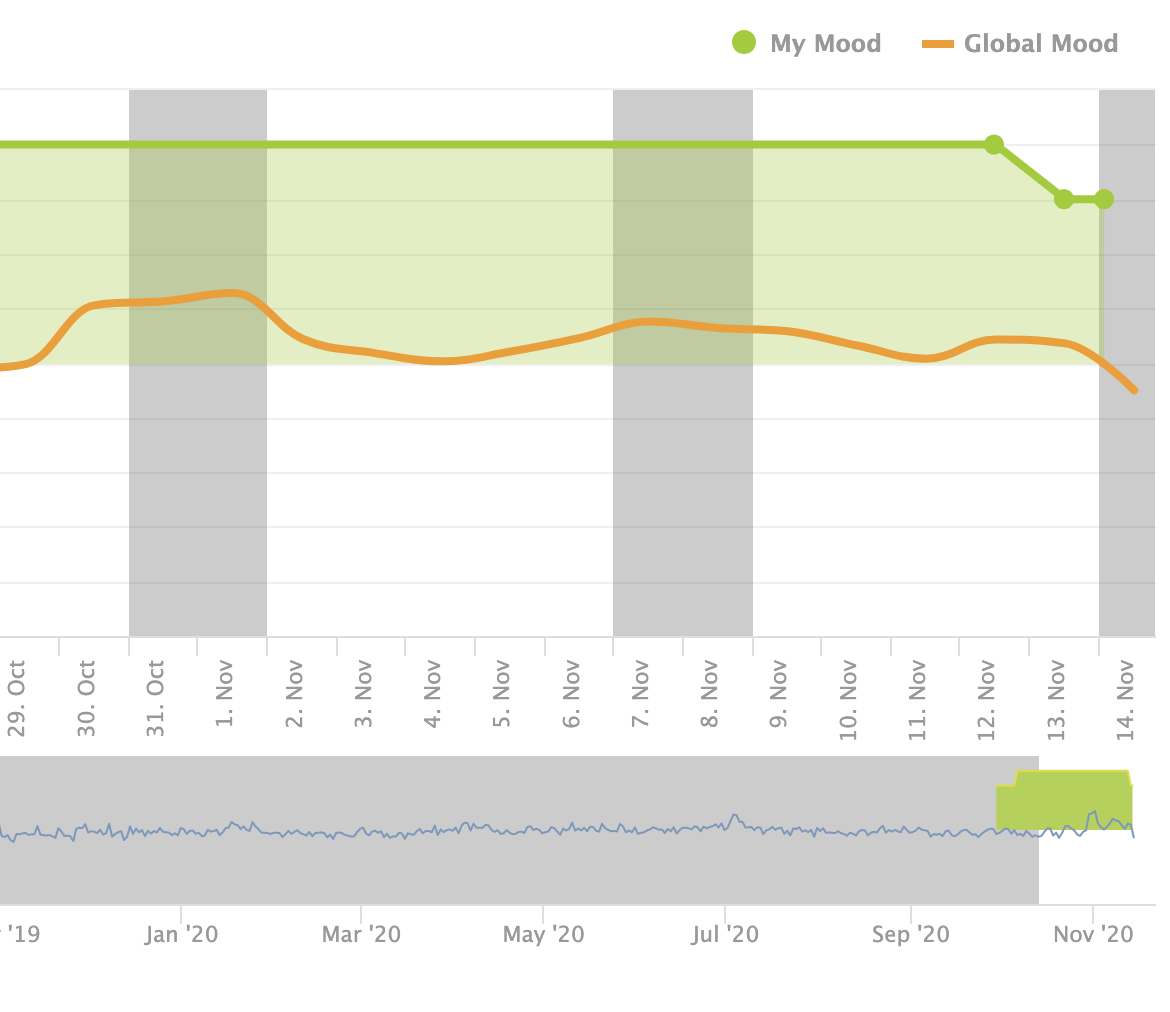 My Mood Global Mood
29. Oct 30. Oct 31. Oct 1. Nov 2. Nov 3. Nov 4. Nov 5. Nov 6. Nov 7. Nov 8. Nov 9. Nov 10. Nov 11. Nov 12. Nov 13. Nov 14. Nov
'19 Jan '20 Mar '20 May '20 Jul '20 Sep '20 Nov '20